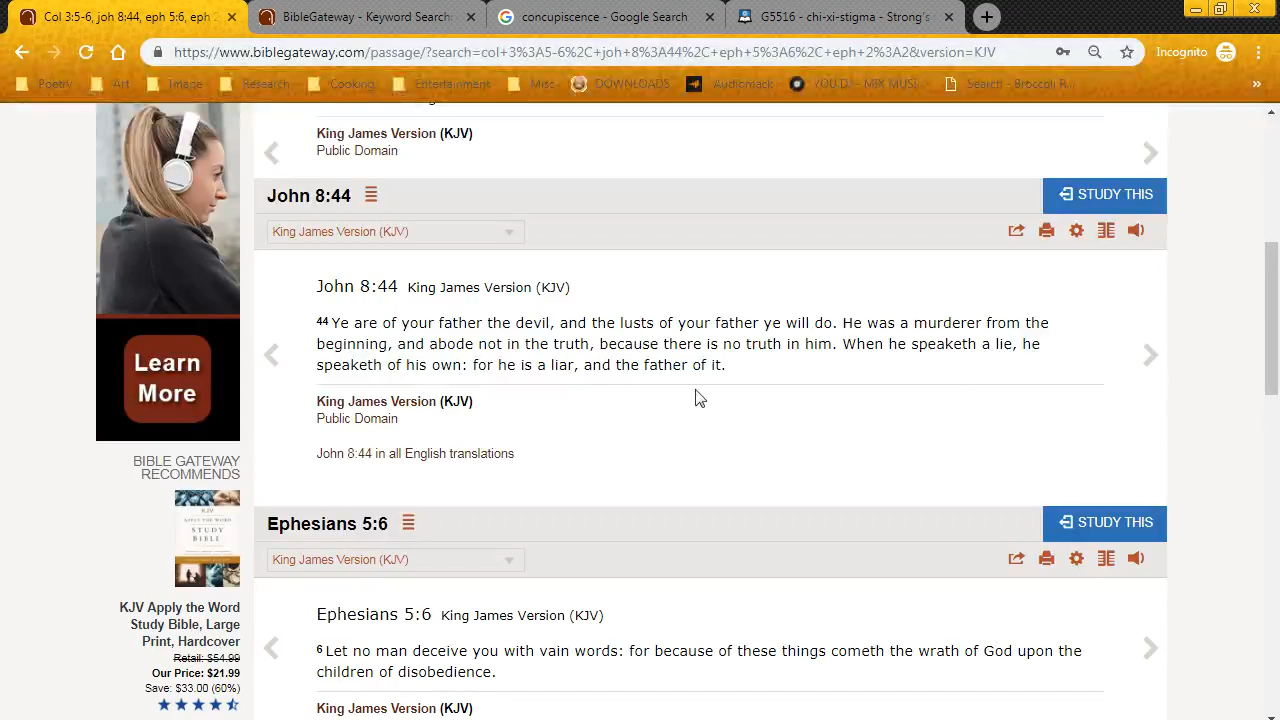 Col 3:5-6, joh 8:44, eph 5:6, eph 2
BibleGateway - Keyword Search:
concupiscence - Google Search
G5516 - chi-xi-stigma - Strong's
https://www.biblegateway.com/passage/?search=col+3%3A5-6%2C+joh+8%3A44%2C+eph+5%3A6%2C+eph+2%3A2&version=KJV
Incognito
Poetry
Art
Image
Research
Cooking
Entertainment
Misc
DOWNLOADS
Audiomack
Search - Broccoli R...
»
King James Version (KJV)
Public Domain
John 8:44
STUDY THIS
King James Version (KJV)
John 8:44 King James Version (KJV)
44 Ye are of your father the devil, and the lusts of your father ye will do. He was a murderer from the
beginning, and abode not in the truth, because there is no truth in him. When he speaketh a lie, he
speaketh of his own: for he is a liar, and the father of it.
King James Version (KJV)
Public Domain
John 8:44 in all English translations
Learn
More
BIBLE GATEWAY
RECOMMENDS
KJV
APPLY THE WORD
STUDY
BIBLE
KJV Apply the Word
Study Bible, Large
Print, Hardcover
Retail: $54.99
Our Price: $21.99
Save: $33.00 (60%)
Ephesians 5:6
STUDY THIS
King James Version (KJV)
Ephesians 5:6 King James Version (KJV)
6 Let no man deceive you with vain words: for because of these things cometh the wrath of God upon the
children of disobedience.
King James Version (KJV)